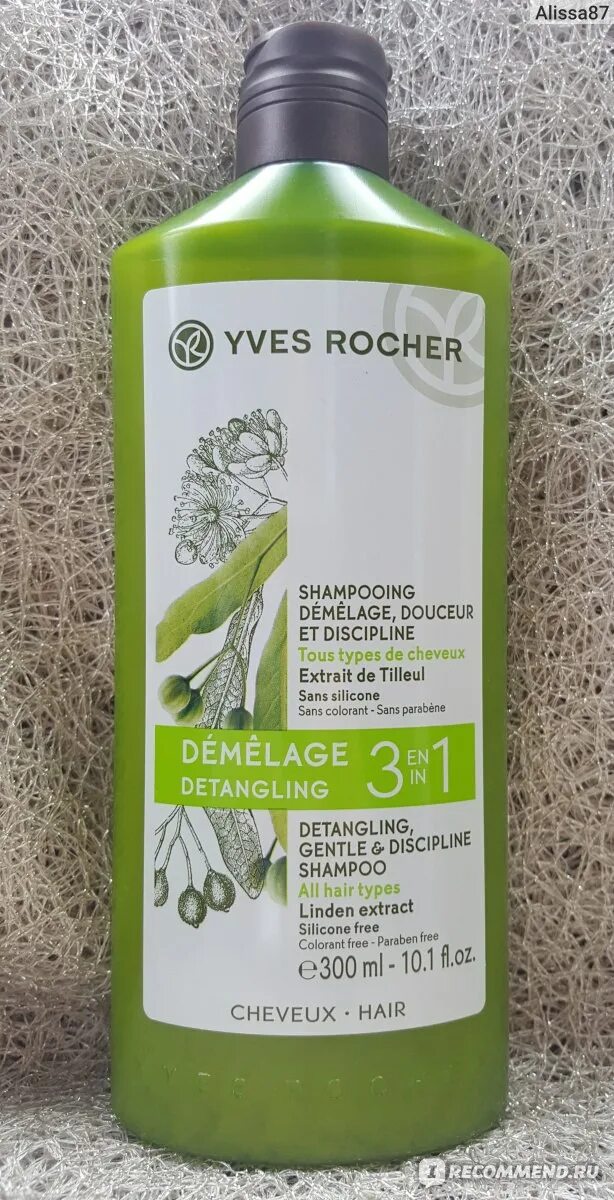 Alissa87
YVES ROCHER
SHAMPOOING
DÉMÊLAGE, DOUCEUR
ET DISCIPLINE
Tous types de cheveux
Extrait de Tilleul
Sans silicone
Sans colorant - Sans parabène
DÉMÊLAGE
DETANGLING
3 EN IN 1
DETANGLING,
GENTLE & DISCIPLINE
SHAMPOO
All hair types
Linden extract
Silicone free
Colorant free - Paraben free
℮300 ml - 10.1 fl.oz.
CHEVEUX • HAIR
YVES ROCHER
IRECOMMEND.RU